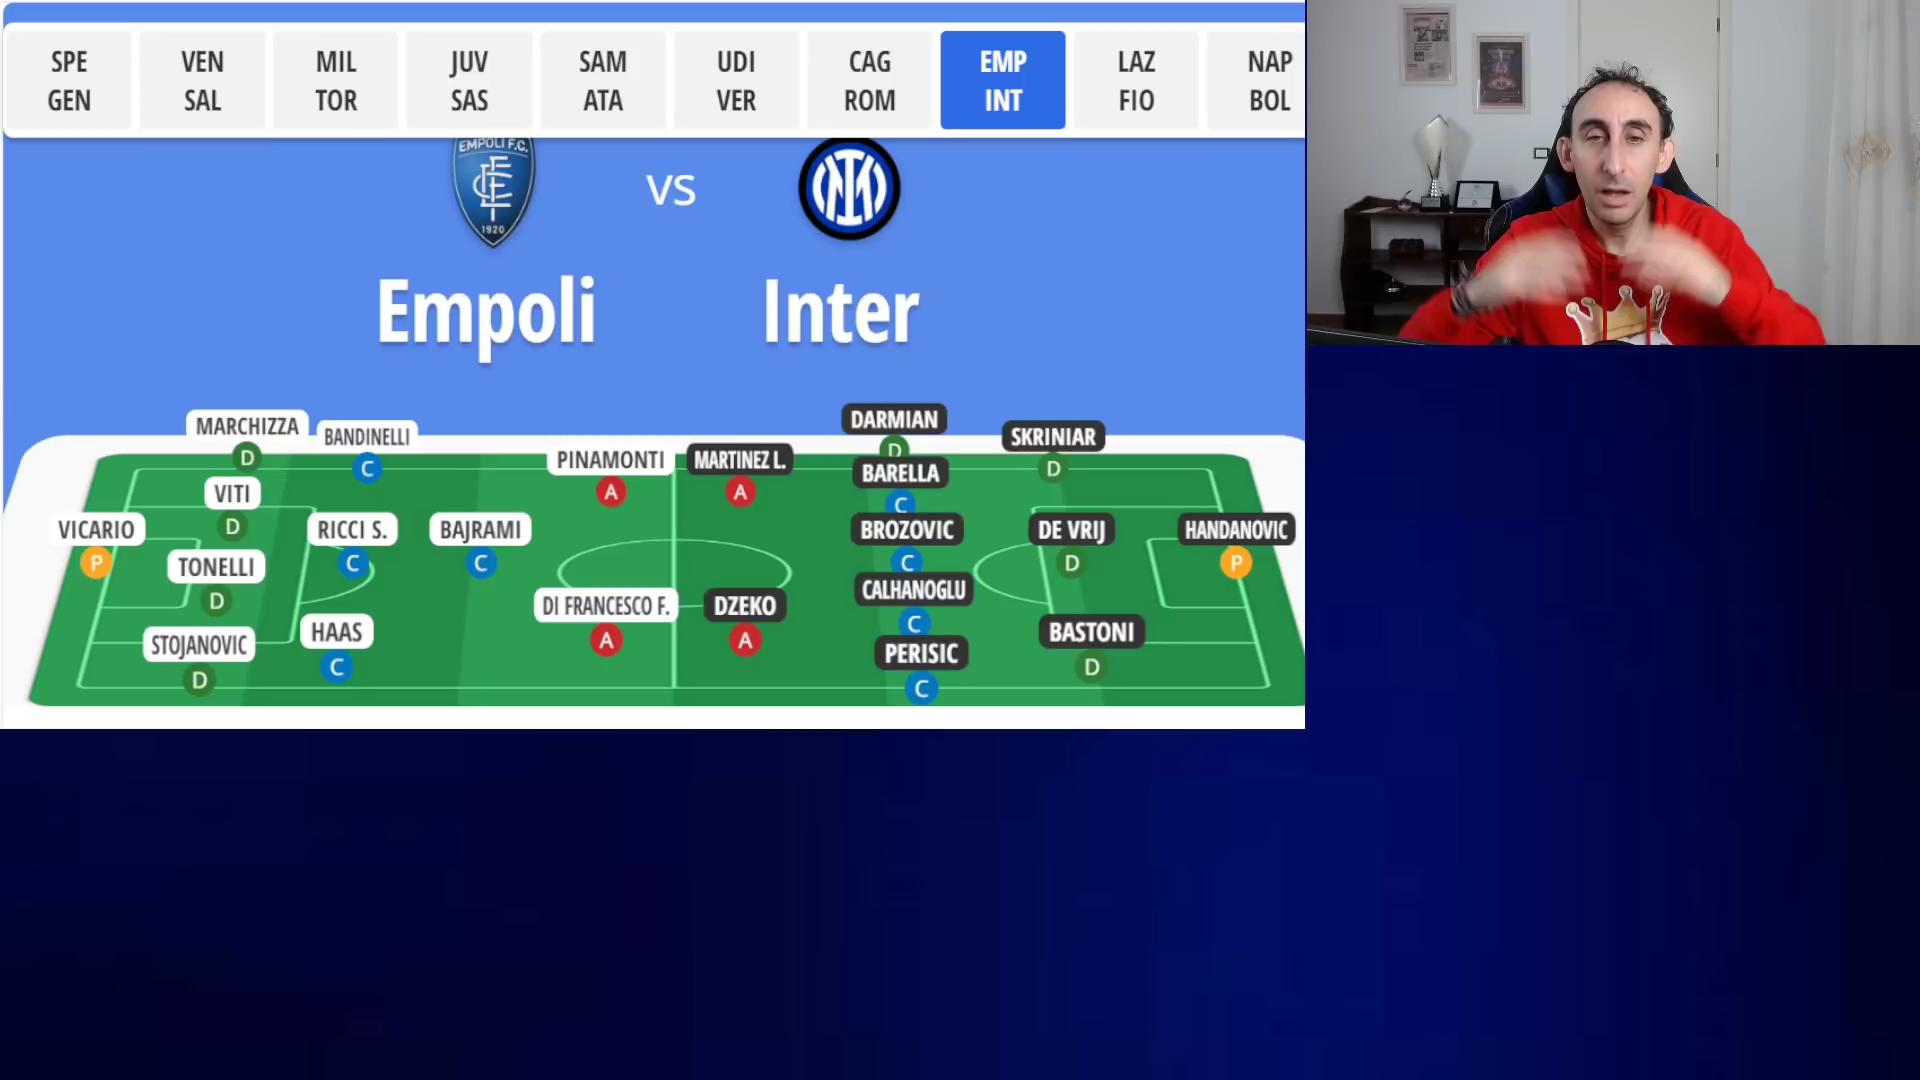 SPE
GEN
VEN
SAL
MIL
TOR
JUV
SAS
SAM
ATA
UDI
VER
CAG
ROM
EMP
INT
LAZ
FIO
NAP
BOL
EMPOLI F.C.
1920
VS
Empoli
Inter
MARCHIZZA
D
BANDINELLI
C
VITI
D
VICARIO
P
RICCI S.
C
BAJRAMI
C
TONELLI
D
STOJANOVIC
D
HAAS
C
PINAMONTI
A
DI FRANCESCO F.
A
MARTINEZ L.
A
DZEKO
A
DARMIAN
D
BARELLA
C
BROZOVIC
C
CALHANOGLU
C
PERISIC
C
SKRINIAR
D
DE VRIJ
D
BASTONI
D
HANDANOVIC
P